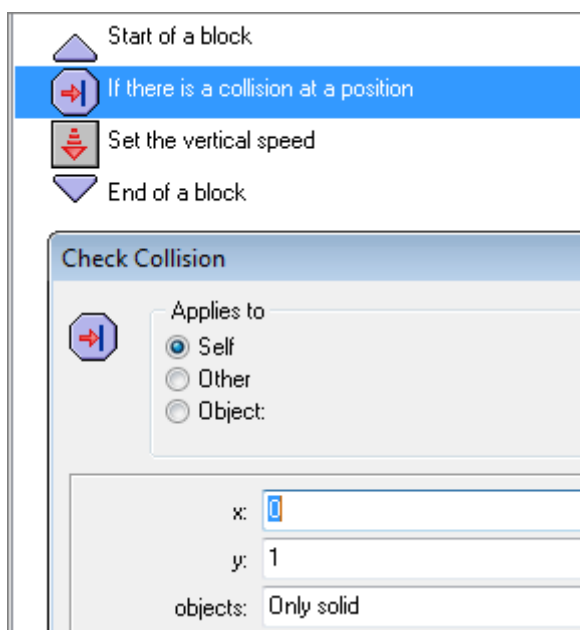 Start of a block
If there is a collision at a position
Set the vertical speed
End of a block
Check Collision
Applies to
Self
Other
Object:
x: 0
y: 1
objects: Only solid